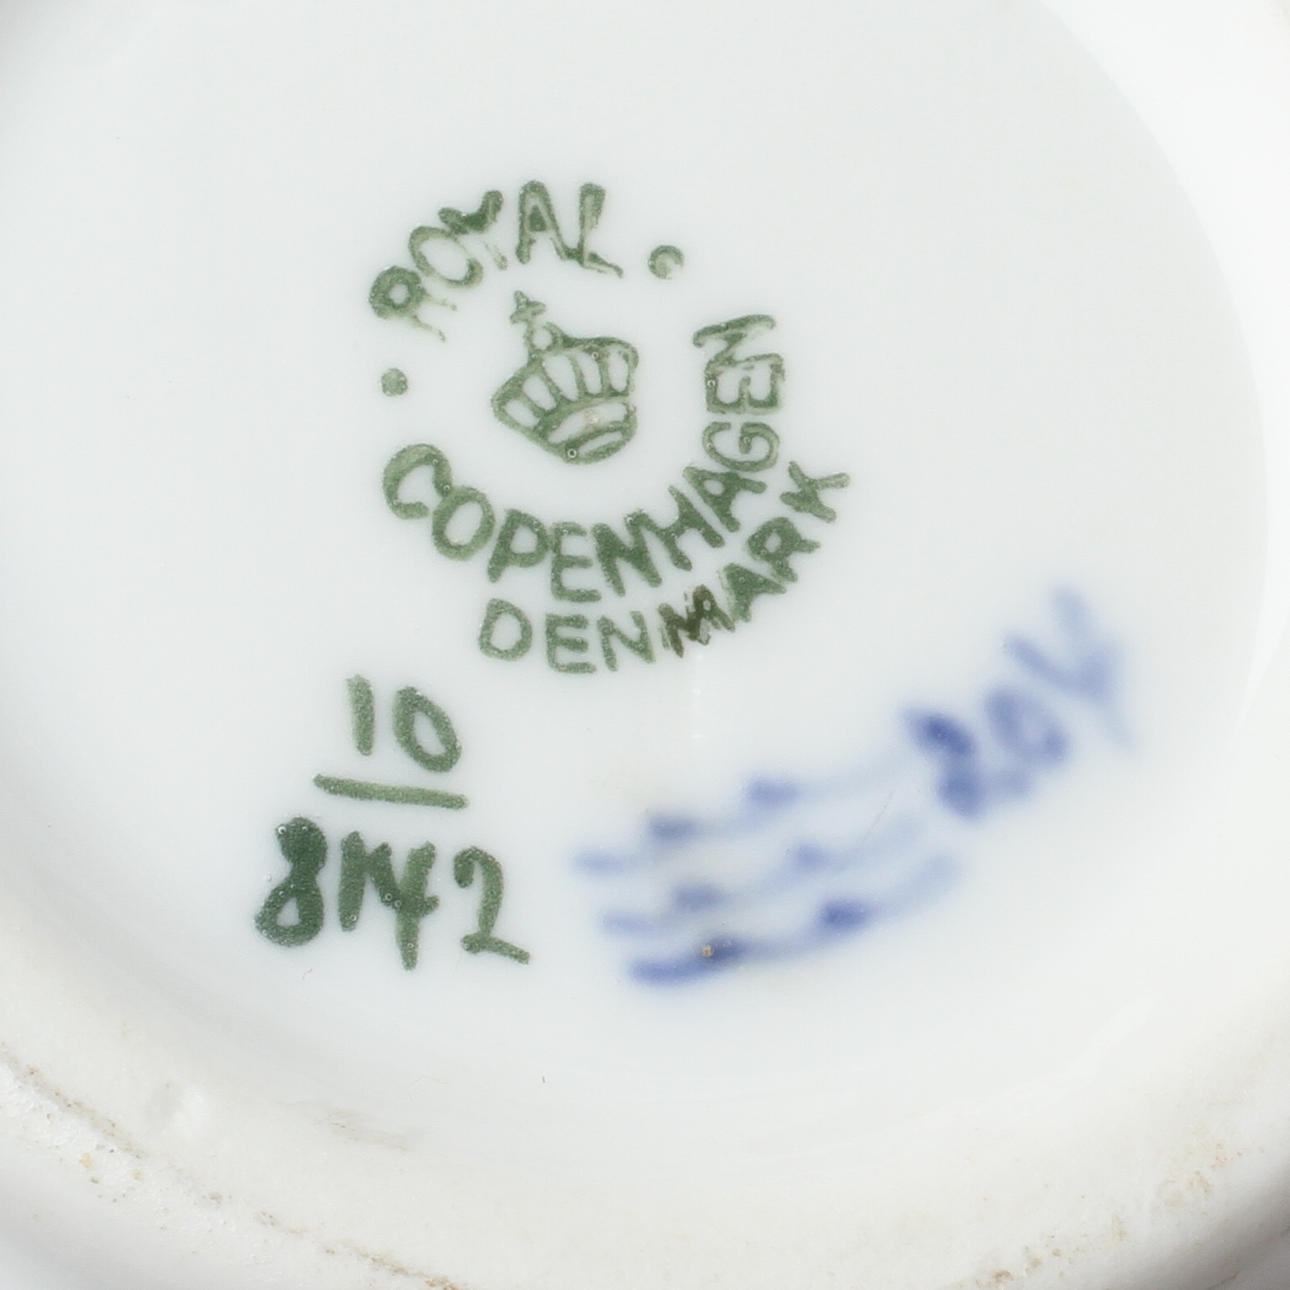 ROYAL
COPENHAGEN
DENMARK
10
8142